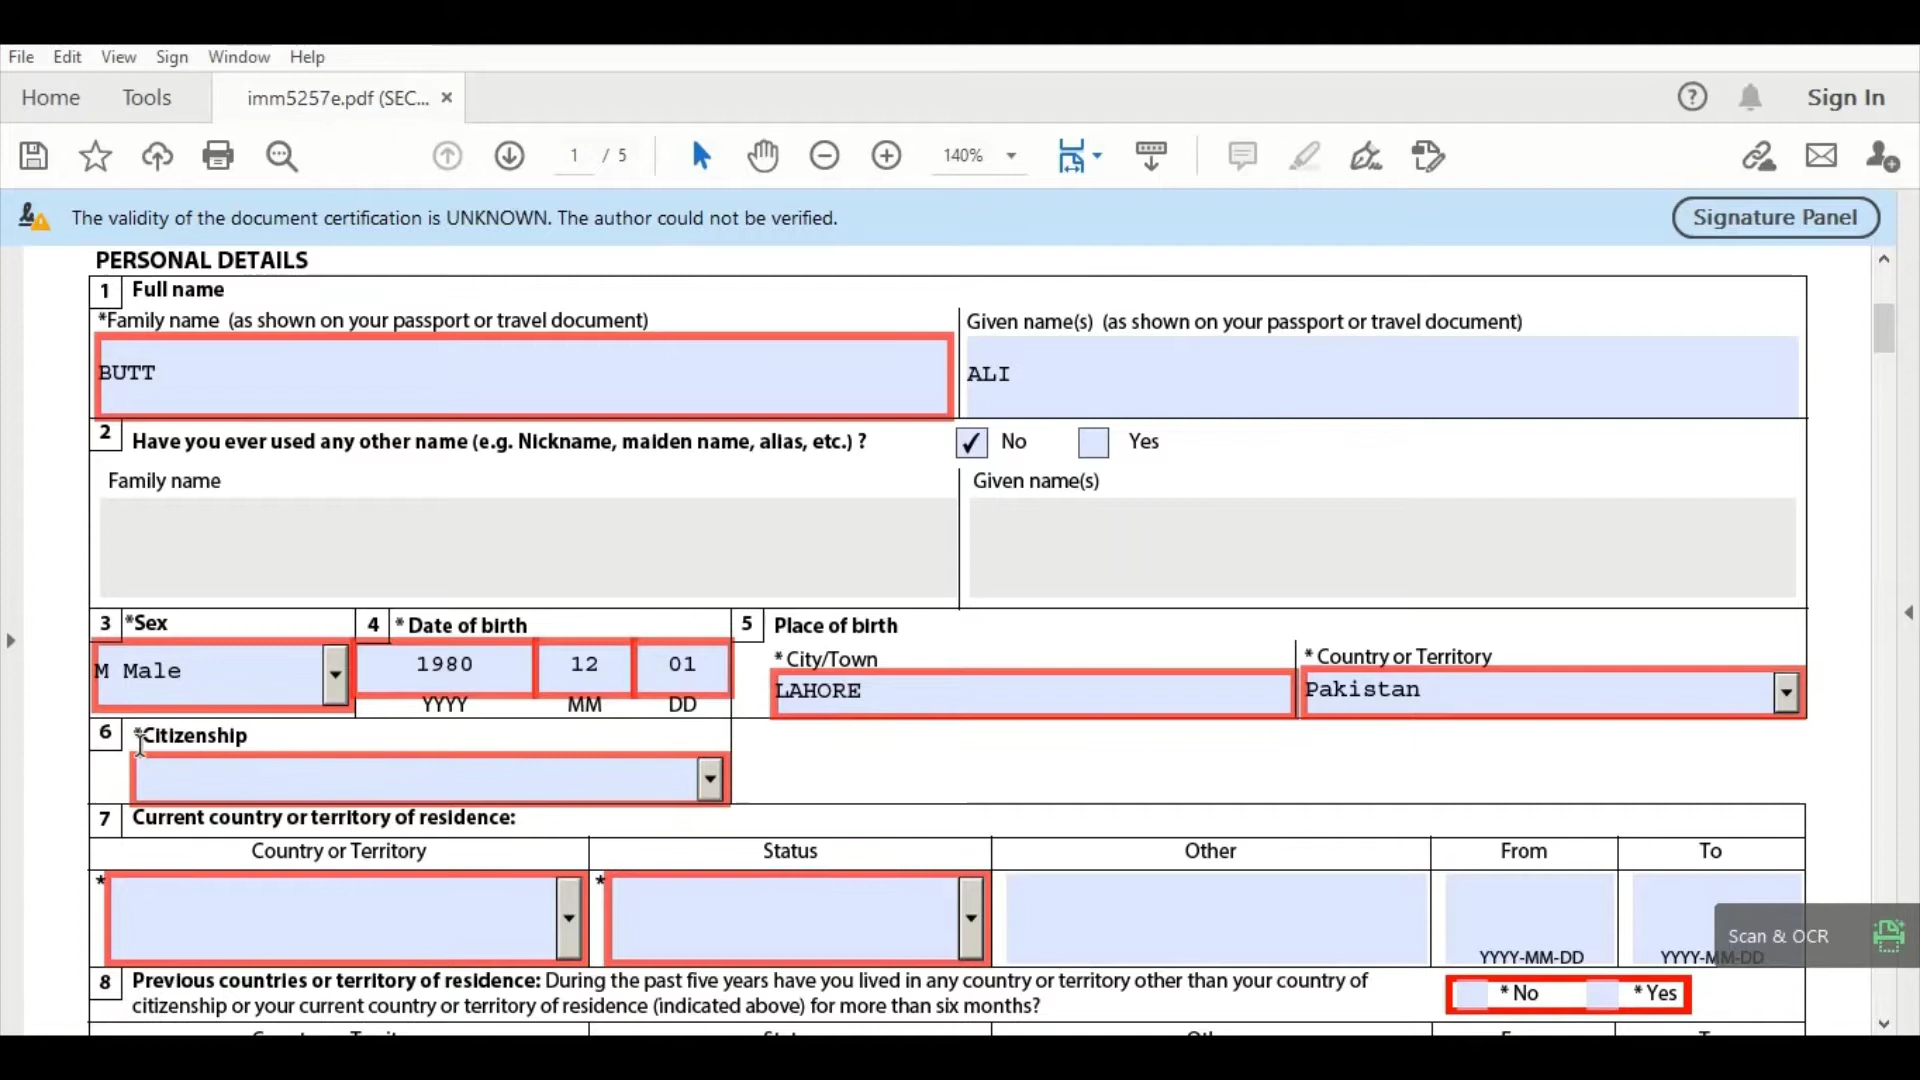 File Edit View Sign Window Help
Home Tools imm5257e.pdf (SEC... × Sign In
1 / 5 140%
The validity of the document certification is UNKNOWN. The author could not be verified. Signature Panel
PERSONAL DETAILS
1 Full name
*Family name (as shown on your passport or travel document) Given name(s) (as shown on your passport or travel document)
BUTT ALI
2 Have you ever used any other name (e.g. Nickname, maiden name, alias, etc.) ? No Yes
Family name Given name(s)
3 *Sex 4 * Date of birth 5 Place of birth
* City/Town * Country or Territory
M Male 1980 12 01 LAHORE Pakistan
YYYY MM DD
6 *Citizenship
7 Current country or territory of residence:
Country or Territory Status Other From To
* *
Scan & OCR
YYYY-MM-DD YYYY-MM-DD
8 Previous countries or territory of residence: During the past five years have you lived in any country or territory other than your country of
citizenship or your current country or territory of residence (indicated above) for more than six months? * No * Yes